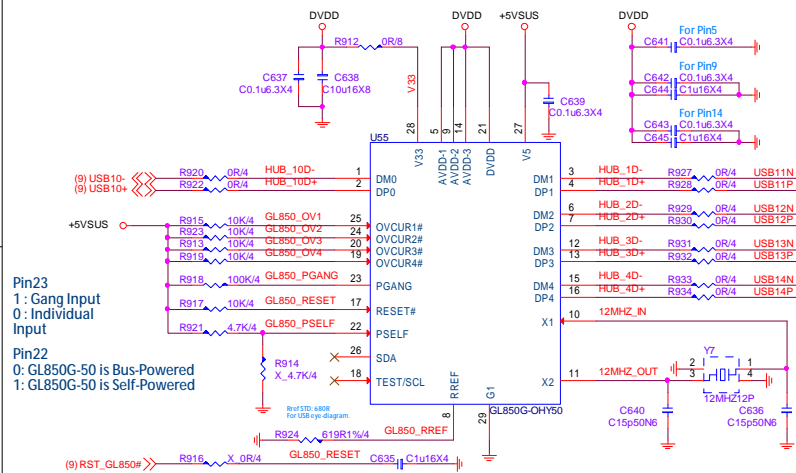 DVDD
DVDD
+5VSUS
DVDD
R912 0R/8
C637
C0.1u6.3X4
C638
C10u16X8
V33
C639
C0.1u6.3X4
For Pin5
C641 C0.1u6.3X4
For Pin9
C642 C0.1u6.3X4
C644 C1u16X4
For Pin14
C643 C0.1u6.3X4
C645 C1u16X4
U55
28
5
9
14
21
27
V33
AVDD-1
AVDD-2
AVDD-3
DVDD
V5
(9) USB10- R920 0R/4 HUB_10D- 1 DM0
(9) USB10+ R922 0R/4 HUB_10D+ 2 DP0
DM1 3 HUB_1D- R927 0R/4 USB11N
DP1 4 HUB_1D+ R928 0R/4 USB11P
DM2 6 HUB_2D- R929 0R/4 USB12N
DP2 7 HUB_2D+ R930 0R/4 USB12P
DM3 12 HUB_3D- R931 0R/4 USB13N
DP3 13 HUB_3D+ R932 0R/4 USB13P
DM4 15 HUB_4D- R933 0R/4 USB14N
DP4 16 HUB_4D+ R934 0R/4 USB14P
+5VSUS
R915 10K/4 GL850_OV1 25 OVCUR1#
R923 10K/4 GL850_OV2 24 OVCUR2#
R913 10K/4 GL850_OV3 20 OVCUR3#
R919 10K/4 GL850_OV4 19 OVCUR4#
R918 100K/4 GL850_PGANG 23 PGANG
R917 10K/4 GL850_RESET 17 RESET#
R921 4.7K/4 GL850_PSELF 22 PSELF
26 SDA
18 TEST/SCL
R914
X_4.7K/4
Pin23
1 : Gang Input
0 : Individual
Input
Pin22
0: GL850G-50 is Bus-Powered
1: GL850G-50 is Self-Powered
X1 10 12MHZ_IN
X2 11 12MHZ_OUT
Y7
2 1
3 4
12MHZ12P
C640
C15p50N6
C636
C15p50N6
RREF
G1
GL850G-OHY50
8
29
Rref STD: 680R
For USB eye-diagram
R924 619R1%/4 GL850_RREF
(9) RST_GL850# R916 X_0R/4 GL850_RESET C635 C1u16X4